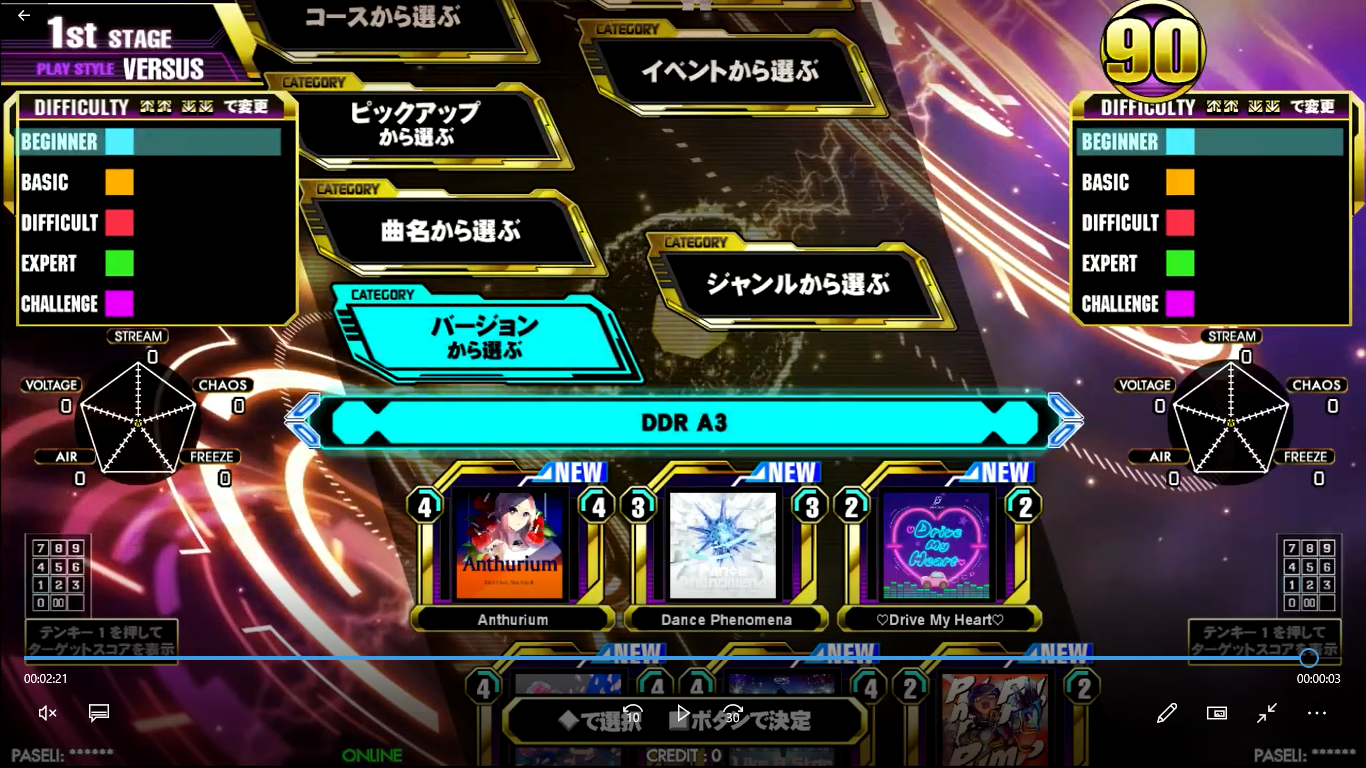 1st STAGE
PLAY STYLE VERSUS
コースから選ぶ
CATEGORY
イベントから選ぶ
90
CATEGORY
ピックアップ
から選ぶ
CATEGORY
曲名から選ぶ
CATEGORY
ジャンルから選ぶ
CATEGORY
バージョン
から選ぶ
DIFFICULTY で変更
BEGINNER
BASIC
DIFFICULT
EXPERT
CHALLENGE
STREAM
0
VOLTAGE
0
CHAOS
0
AIR
0
FREEZE
0
DIFFICULTY で変更
BEGINNER
BASIC
DIFFICULT
EXPERT
CHALLENGE
STREAM
0
VOLTAGE
0
CHAOS
0
AIR
0
FREEZE
0
DDR A3
NEW
4 4
Anthurium
Anthurium
NEW
3 3
Dance
Phenomena
Dance Phenomena
NEW
2 2
Drive
My
Heart
♡Drive My Heart♡
7 8 9
4 5 6
1 2 3
0 00
テンキー1を押して
ターゲットスコアを表示
7 8 9
4 5 6
1 2 3
0 00
テンキー1を押して
ターゲットスコアを表示
NEW
4 4
NEW
4 4
NEW
2 2
00:02:21
00:00:03
◆で選択 ■ボタンで決定
10
30
PASELI: ******
ONLINE
CREDIT : 0
PASELI: ******